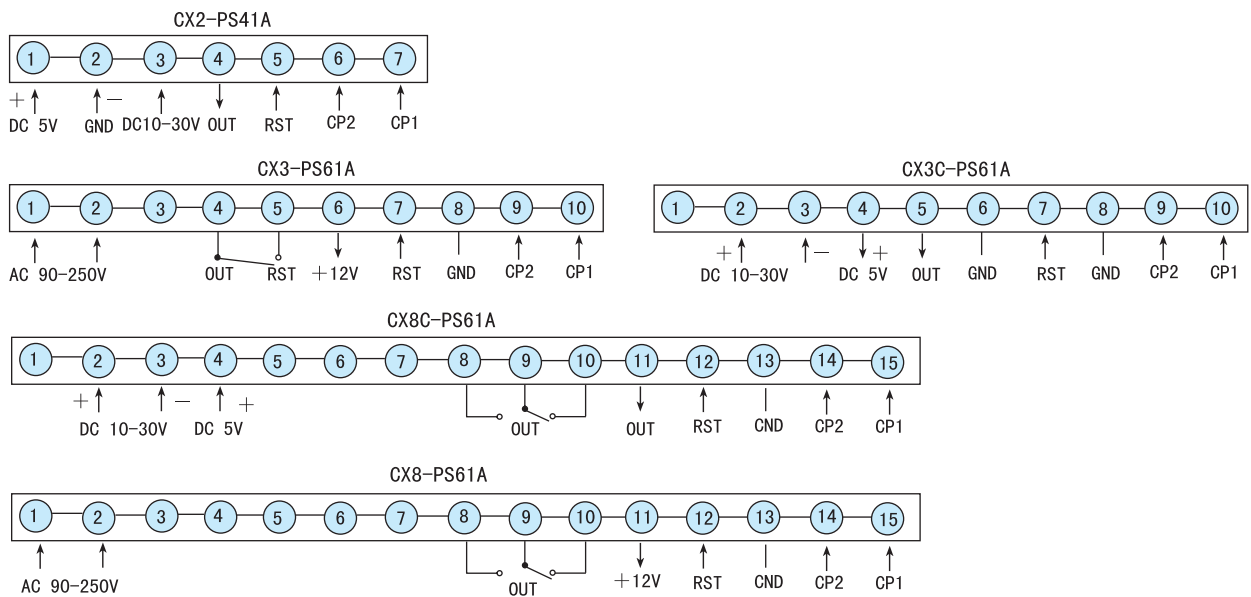 CX2-PS41A
1 2 3 4 5 6 7
+ −
DC 5V GND DC10-30V OUT RST CP2 CP1
CX3-PS61A
1 2 3 4 5 6 7 8 9 10
AC 90-250V OUT RST +12V RST GND CP2 CP1
CX3C-PS61A
1 2 3 4 5 6 7 8 9 10
+ − +
DC 10-30V DC 5V OUT GND RST GND CP2 CP1
CX8C-PS61A
1 2 3 4 5 6 7 8 9 10 11 12 13 14 15
+ − +
DC 10-30V DC 5V OUT OUT RST CND CP2 CP1
CX8-PS61A
1 2 3 4 5 6 7 8 9 10 11 12 13 14 15
AC 90-250V OUT +12V RST CND CP2 CP1